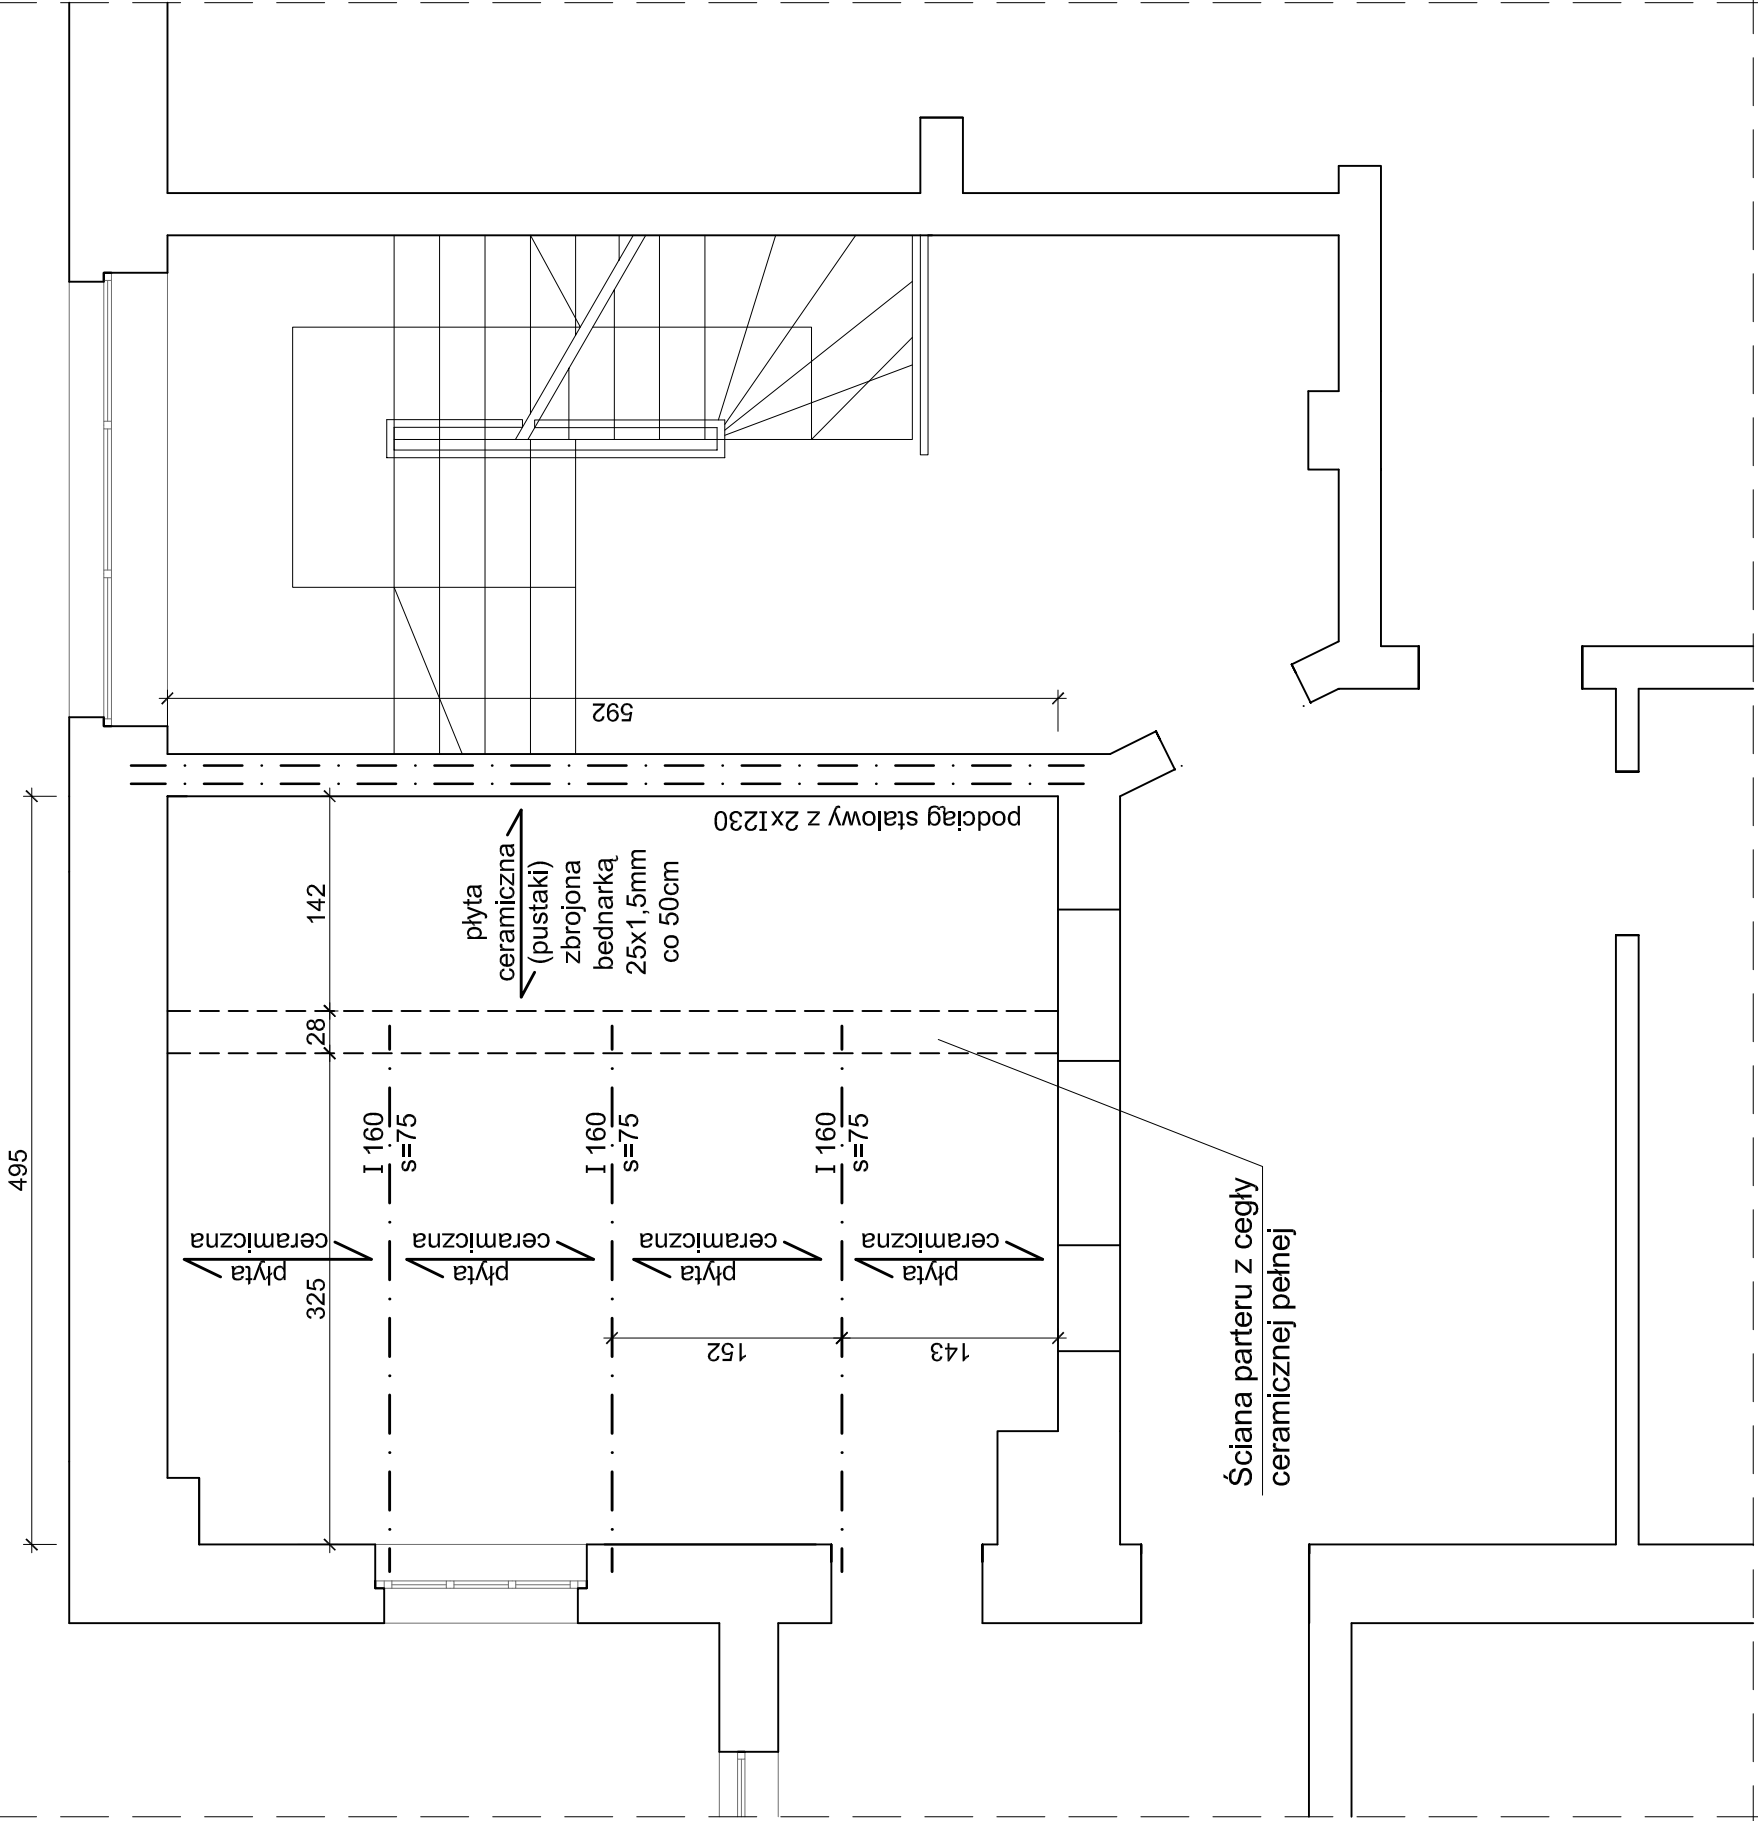 592
podciąg stalowy z 2xI230
płyta
ceramiczna
(pustaki)
zbrojona
bednarką
25x1,5mm
co 50cm
142
28
325
495
I 160
s=75
I 160
s=75
I 160
s=75
płyta
ceramiczna
płyta
ceramiczna
płyta
ceramiczna
płyta
ceramiczna
152
143
Ściana parteru z cegły
ceramicznej pełnej